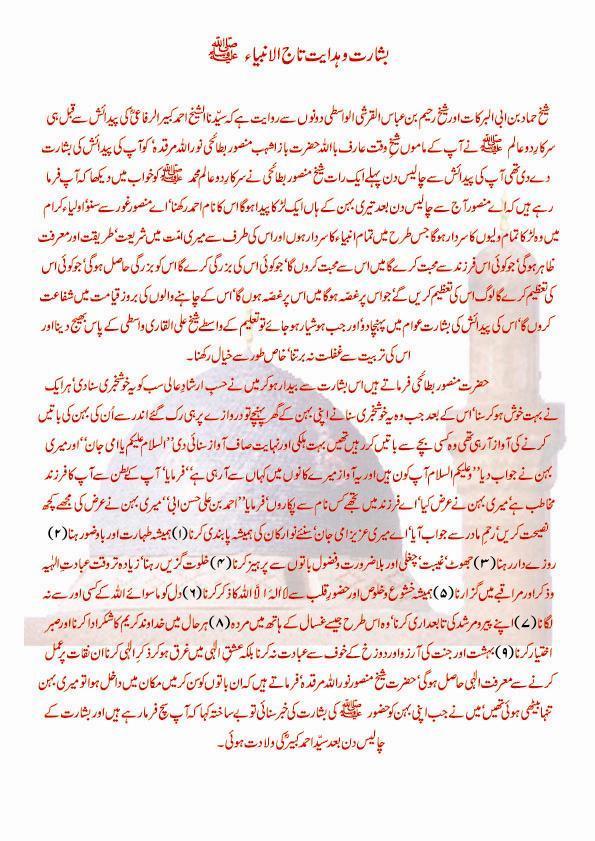 بشارت و ہدایت تاج الانبیاء ﷺ
شیخ حماد بن ابی البرکات اور شیخ رحیم بن عباس القرشی الواسطی دونوں سے روایت ہے کہ سیّدنا الشیخ احمد کبیر الرفاعیؒ کی پیدائش سے قبل ہی
سرکارِ دو عالم ﷺ نے آپ کے ماموں شیخِ وقت عارف باللہ حضرت باز اشہب منصور بطائحی نور اللہ مرقدہ‘ کو آپ کی پیدائش کی بشارت
دے دی تھی آپ کی پیدائش سے چالیس دن پہلے ایک رات شیخ منصور بطائحی نے سرکارِ دو عالم محمد ﷺ کو خواب میں دیکھا کہ آپ فرما
رہے ہیں کہ اے منصور آج سے چالیس دن بعد تیری بہن کے ہاں ایک لڑکا پیدا ہوگا اس کا نام احمد رکھنا‘ اے منصور غور سے سنو! اولیاء کرام
میں وہ لڑکا تمام ولیوں کا سردار ہوگا جس طرح میں تمام انبیاء کا سردار ہوں اور اس کی طرف سے میری امّت میں شریعت‘ طریقت اور معرفت
ظاہر ہوگی‘ جو کوئی اس فرزند سے محبت کرے گا میں اس سے محبت کروں گا‘ جو کوئی اس کی بزرگی کرے گا اس کو بزرگی حاصل ہوگی‘ جو کوئی اس
کی تعظیم کرے گا لوگ اس کی تعظیم کریں گے‘ جو اس پر غصّہ ہوگا میں اس پر غصّہ ہوں گا‘ اس کے چاہنے والوں کی بروز قیامت میں شفاعت
کروں گا‘ اس کی پیدائش کی بشارت عوام میں پہنچا دو! اور جب ہوشیار ہو جائے تو تعلیم کے واسطے شیخ علی القاری واسطی کے پاس بھیج دینا اور
اس کی تربیت سے غفلت نہ برتنا‘ خاص طور سے خیال رکھنا۔
حضرت منصور بطائحی فرماتے ہیں اس بشارت سے بیدار ہو کر میں نے حسبِ ارشادِ عالی سب کو یہ خوشخبری سنا دی‘ ہر ایک
نے بہت خوش ہو کر سنا‘ اس کے بعد جب وہ یہ خوشخبری سنانے اپنی بہن کے گھر پہنچے تو دروازے پر ہی رک گئے اندر سے اُن کی بہن کی باتیں
کرنے کی آواز آ رہی تھی وہ کسی بچے سے باتیں کر رہیں تھیں بہت ہلکی اور نہایت صاف آواز سنائی دی ’’السلام علیکم یا امی جان‘‘ اور میری
بہن نے جواب دیا ’’وعلیکم السلام آپ کون ہیں اور یہ آواز میرے کانوں میں کہاں سے آ رہی ہے‘‘ فرمایا‘ آپ کے بطن سے آپ کا فرزند
مخاطب ہے‘ میری بہن نے عرض کیا‘ اے فرزند میں تجھے کس نام سے پکاروں فرمایا’’ احمد بن علی حسن ابی‘‘ میری بہن نے عرض کی مجھے کچھ
نصیحت کریں‘ رحمِ مادر سے جواب آیا‘ اے میری عزیز امی جان‘ سنئے نو ارکان کی ہمیشہ پابندی کرنا (۱) ہمیشہ طہارت اور باوضو رہنا (۲)
روزے دار رہنا (۳) جھوٹ‘ غیبت‘ چغلی اور بلا ضرورت و فضول باتوں سے پرہیز کرنا (۴) خلوت گزیں رہنا‘ زیادہ تر وقت عبادتِ الٰہیہ
و ذکر اور مراقبے میں گزارنا (۵) ہمیشہ خشوع و خلوص اور حضورِ قلب سے لا الہ الا اللہ کا ذکر کرنا (۶) دل کو ماسوائے اللہ کے کسی اور سے نہ
لگانا (۷) اپنے پیر و مرشد کی تابعداری کرنا‘ وہ اس طرح جیسے غسّال کے ہاتھ میں مردہ (۸) ہر حال میں خداوند کریم کا شکر ادا کرنا اور صبر
اختیار کرنا (۹) بہشت اور جنت کی آرزو اور دوزخ کے خوف سے عبادت نہ کرنا بلکہ عشقِ الٰہی میں غرق ہو کر ذکرِ الٰہی کرنا ان نقات پر عمل
کرنے سے معرفتِ الٰہی حاصل ہوگی‘ حضرت شیخ منصور نور اللہ مرقدہ‘ فرماتے ہیں کہ ان باتوں کو سن کر میں مکان میں داخل ہوا تو میری بہن
تنہا بیٹھی ہوئی تھیں‘ میں نے جب اپنی بہن کو حضور ﷺ کی بشارت کی خبر سنائی تو بے ساختہ کہا کہ آپ سچ فرما رہے ہیں اور بشارت کے
چالیس دن بعد سیّد احمد کبیرؒ کی ولادت ہوئی۔